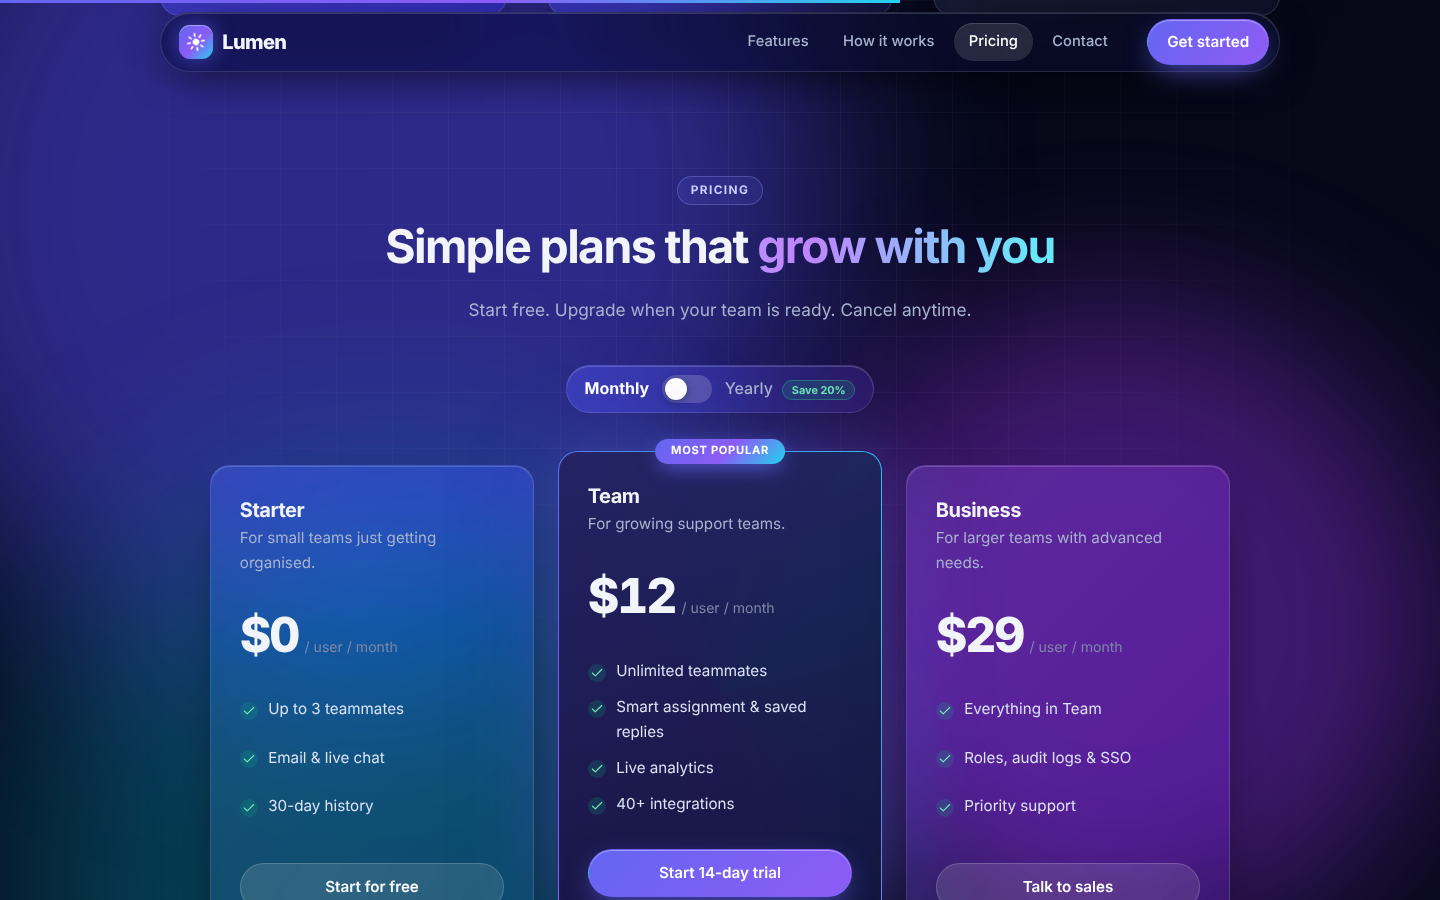 Lumen
Features
How it works
Pricing
Contact
Get started
PRICING
Simple plans that grow with you
Start free. Upgrade when your team is ready. Cancel anytime.
Monthly
Yearly
Save 20%
MOST POPULAR
Starter
For small teams just getting
organised.
$0 / user / month
Up to 3 teammates
Email & live chat
30-day history
Start for free
Team
For growing support teams.
$12 / user / month
Unlimited teammates
Smart assignment & saved
replies
Live analytics
40+ integrations
Start 14-day trial
Business
For larger teams with advanced
needs.
$29 / user / month
Everything in Team
Roles, audit logs & SSO
Priority support
Talk to sales